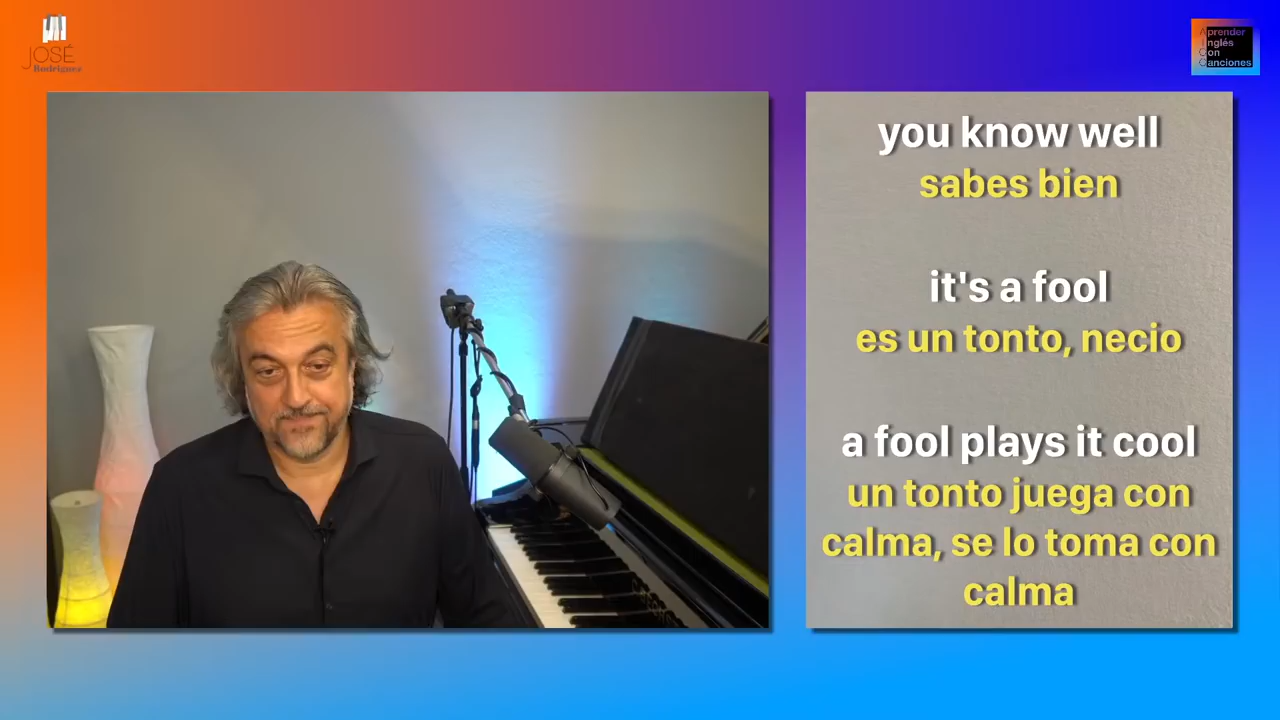 JOSÉ
Rodríguez
Aprender
Inglés
Con
Canciones
you know well
sabes bien
it's a fool
es un tonto, necio
a fool plays it cool
un tonto juega con
calma, se lo toma con
calma